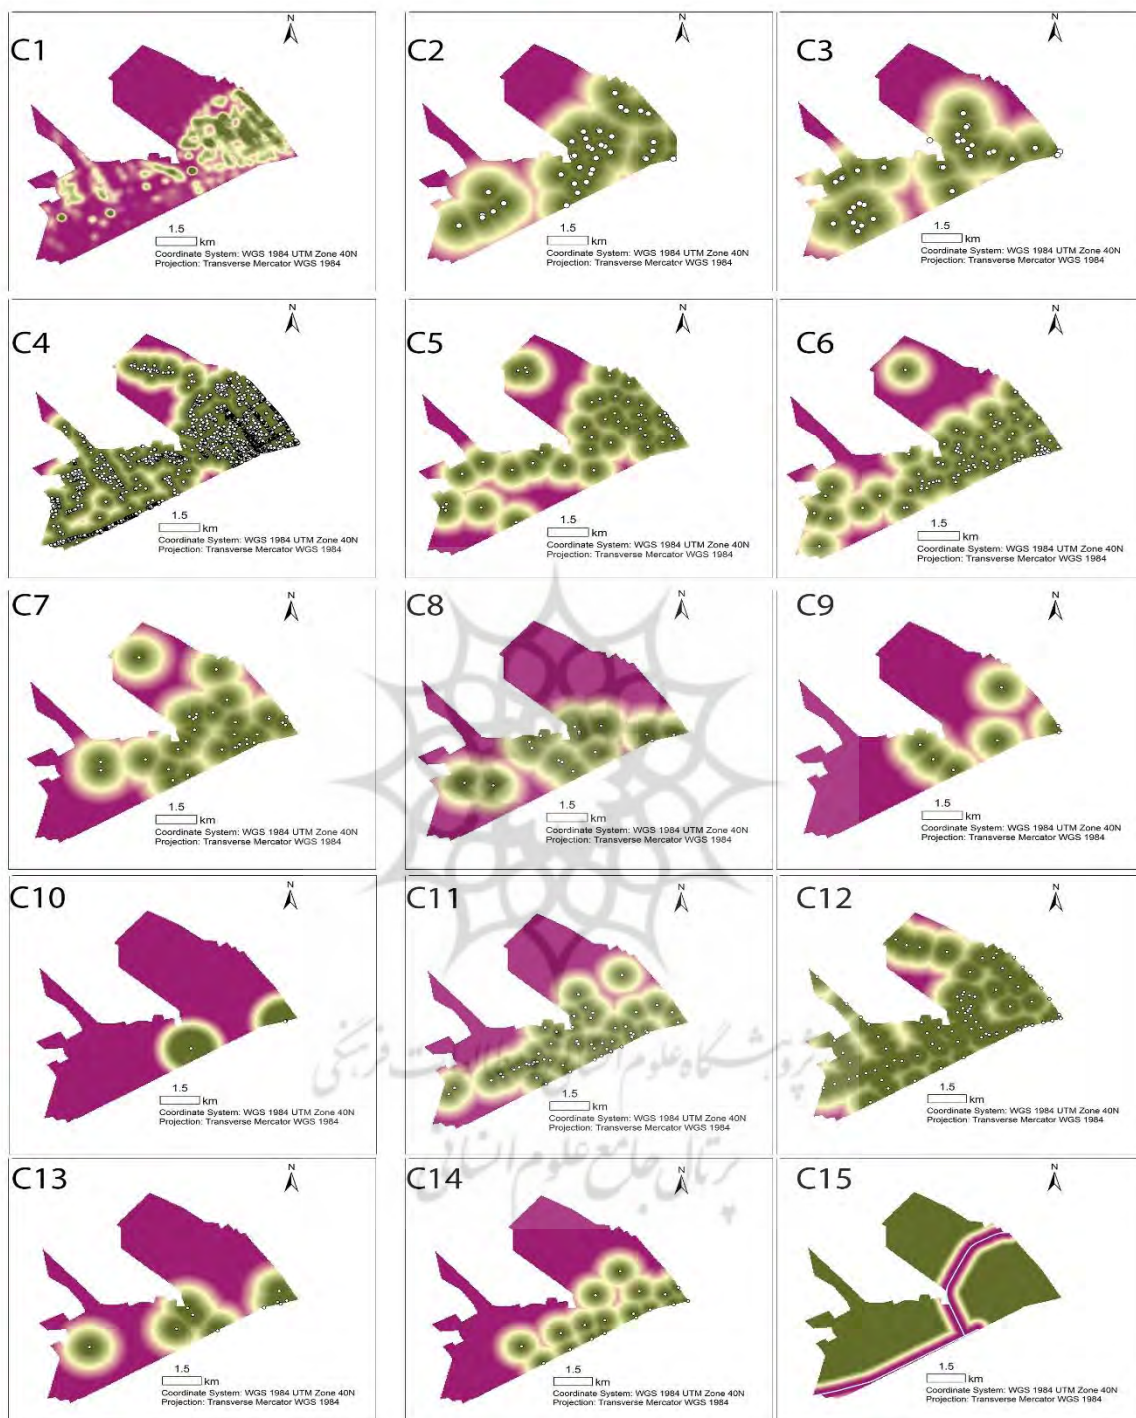 N
C1
1.5
km
Coordinate System: WGS 1984 UTM Zone 40N
Projection: Transverse Mercator WGS 1984
N
C2
1.5
km
Coordinate System: WGS 1984 UTM Zone 40N
Projection: Transverse Mercator WGS 1984
N
C3
1.5
km
Coordinate System: WGS 1984 UTM Zone 40N
Projection: Transverse Mercator WGS 1984
N
C4
1.5
km
Coordinate System: WGS 1984 UTM Zone 40N
Projection: Transverse Mercator WGS 1984
N
C5
1.5
km
Coordinate System: WGS 1984 UTM Zone 40N
Projection: Transverse Mercator WGS 1984
N
C6
1.5
km
Coordinate System: WGS 1984 UTM Zone 40N
Projection: Transverse Mercator WGS 1984
N
C7
1.5
km
Coordinate System: WGS 1984 UTM Zone 40N
Projection: Transverse Mercator WGS 1984
N
C8
1.5
km
Coordinate System: WGS 1984 UTM Zone 40N
Projection: Transverse Mercator WGS 1984
N
C9
1.5
km
Coordinate System: WGS 1984 UTM Zone 40N
Projection: Transverse Mercator WGS 1984
N
C10
1.5
km
Coordinate System: WGS 1984 UTM Zone 40N
Projection: Transverse Mercator WGS 1984
N
C11
1.5
km
Coordinate System: WGS 1984 UTM Zone 40N
Projection: Transverse Mercator WGS 1984
N
C12
1.5
km
Coordinate System: WGS 1984 UTM Zone 40N
Projection: Transverse Mercator WGS 1984
پژوهشگاه علوم انسانی و مطالعات فرهنگی
پرتال جامع علوم انسانی
N
C13
1.5
km
Coordinate System: WGS 1984 UTM Zone 40N
Projection: Transverse Mercator WGS 1984
N
C14
1.5
km
Coordinate System: WGS 1984 UTM Zone 40N
Projection: Transverse Mercator WGS 1984
N
C15
1.5
km
Coordinate System: WGS 1984 UTM Zone 40N
Projection: Transverse Mercator WGS 1984